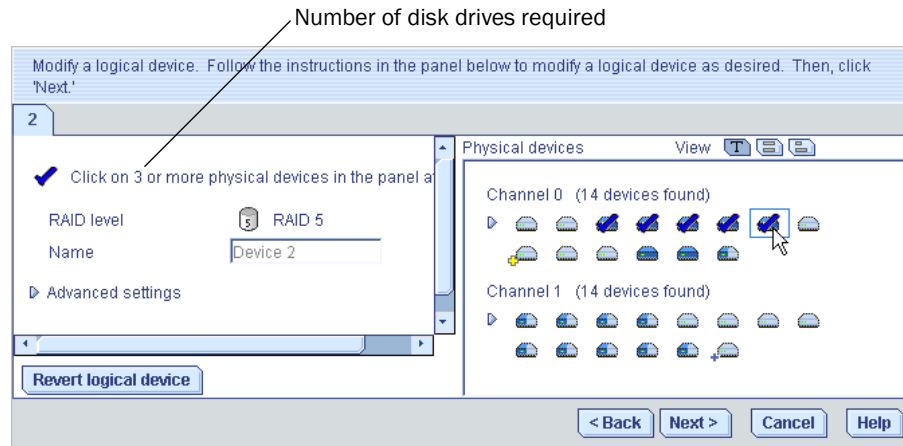 Number of disk drives required
Modify a logical device. Follow the instructions in the panel below to modify a logical device as desired. Then, click
'Next.'
2
Click on 3 or more physical devices in the panel
RAID level 5 RAID 5
Name Device 2
Advanced settings
Revert logical device
Physical devices View T
Channel 0 (14 devices found)
Channel 1 (14 devices found)
< Back Next > Cancel Help